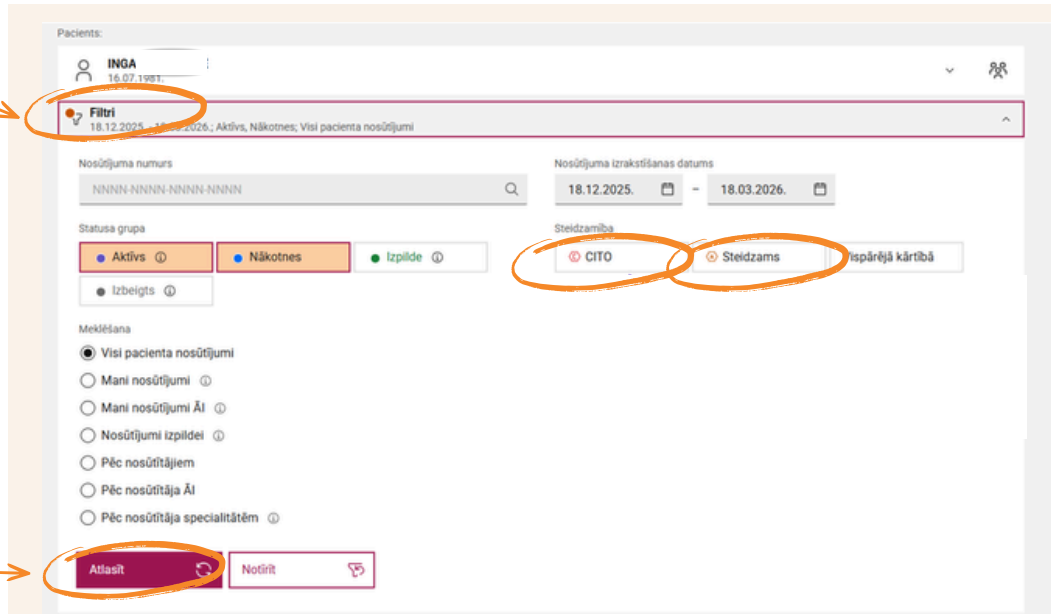 Pacients:
INGA
16.07.1981.
Filtri
18.12.2025. - 18.03.2026.; Aktīvs, Nākotnes; Visi pacienta nosūtījumi
Nosūtījuma numurs
Nosūtījuma izrakstīšanas datums
NNNN-NNNN-NNNN-NNNN
18.12.2025. – 18.03.2026.
Statusa grupa
Steidzamība
Aktīvs Nākotnes Izpilde
CITO Steidzams Vispārējā kārtībā
Izbeigts
Meklēšana
Visi pacienta nosūtījumi
Mani nosūtījumi
Mani nosūtījumi ĀI
Nosūtījumi izpildei
Pēc nosūtītājiem
Pēc nosūtītāja ĀI
Pēc nosūtītāja specialitātēm
Atlasīt Notīrīt